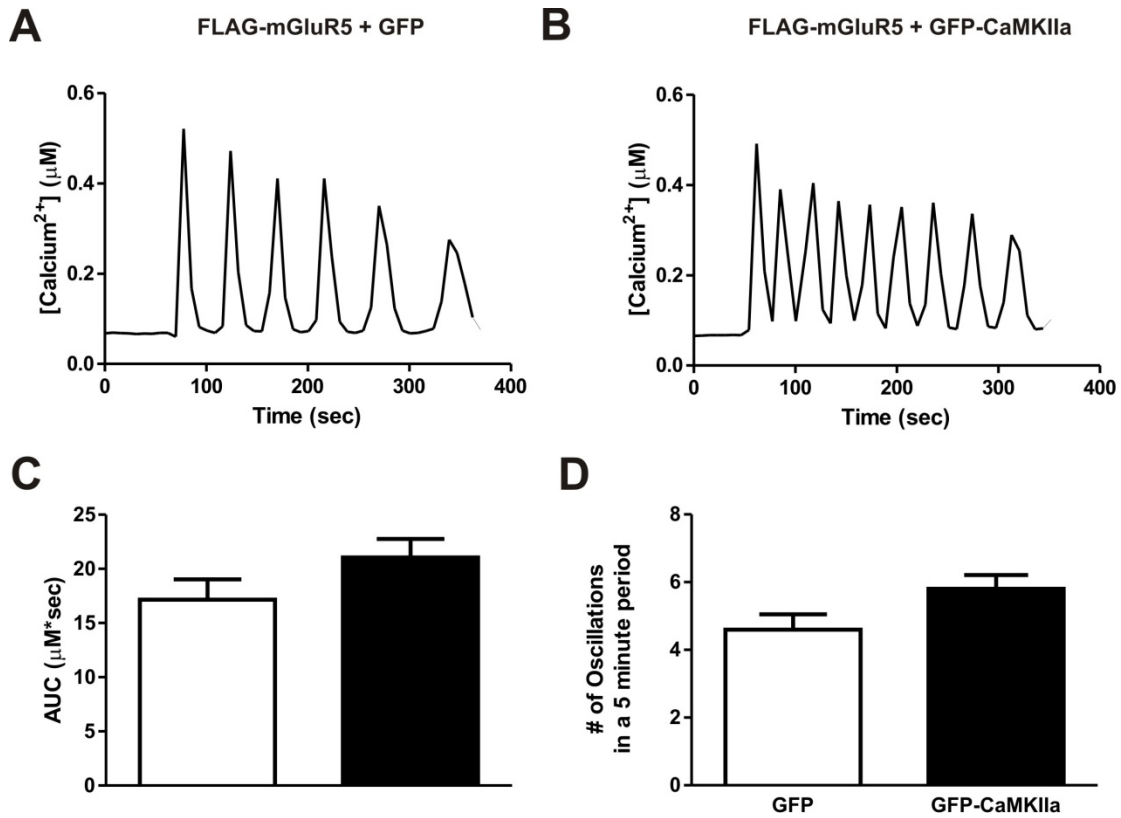 A
FLAG-mGluR5 + GFP
B
FLAG-mGluR5 + GFP-CaMKIIa
0.6
0.4
0.2
0.0
[Calcium²⁺] (μM)
0
100
200
300
400
Time (sec)
0.6
0.4
0.2
0.0
[Calcium²⁺] (μM)
0
100
200
300
400
Time (sec)
C
25
20
15
10
5
0
AUC (μM*sec)
D
8
6
4
2
0
# of Oscillations
in a 5 minute period
GFP
GFP-CaMKIIa